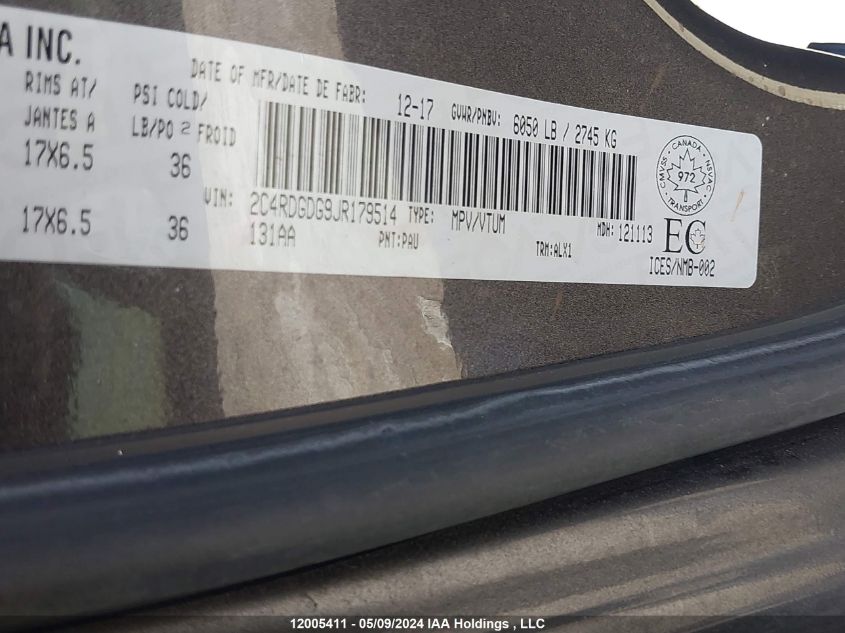 A INC.
RIMS AT/
JANTES A
17X6.5
17X6.5
PSI COLD/
LB/PO 2 FROID
36
36
DATE OF MFR/DATE DE FABR: 12-17 GVWR/PNBV: 6050 LB / 2745 KG
VIN: 2C4RDGDG9JR179514 TYPE: MPV/VTUM MDH: 121113
131AA PNT:PAU TRM:ALX1
CANADA
CMVSS
NSVAC
972
TRANSPORT
EC
ICES/NMB-002
12005411 - 05/09/2024 IAA Holdings , LLC